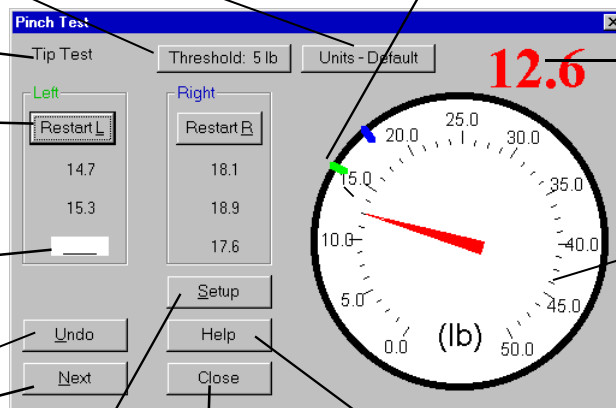 Pinch Test
Tip Test
Threshold: 5 lb
Units - Default
12.6
Left
Right
Restart L
Restart R
14.7
18.1
15.3
18.9
17.6
Setup
Undo
Help
Next
Close
0.0
5.0
10.0
15.0
20.0
25.0
30.0
35.0
40.0
45.0
50.0
(lb)